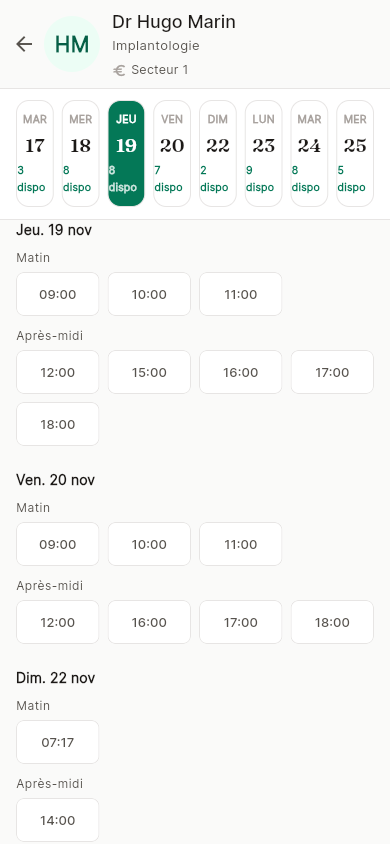 HM
Dr Hugo Marin
Implantologie
Secteur 1
MAR MER JEU VEN DIM LUN MAR MER
17 18 19 20 22 23 24 25
3 8 8 7 2 9 8 5
dispo dispo dispo dispo dispo dispo dispo dispo
Jeu. 19 nov
Matin
09:00 10:00 11:00
Après-midi
12:00 15:00 16:00 17:00
18:00
Ven. 20 nov
Matin
09:00 10:00 11:00
Après-midi
12:00 16:00 17:00 18:00
Dim. 22 nov
Matin
07:17
Après-midi
14:00